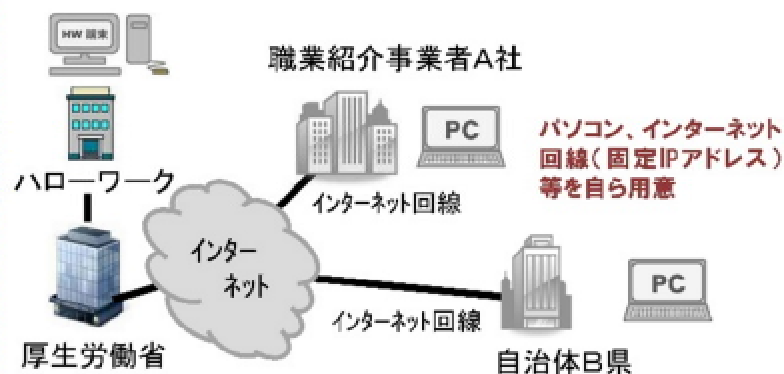 HW 端末
職業紹介事業者A社
PC
パソコン、インターネット
回線(固定IPアドレス)
等を自ら用意
ハローワーク
インターネット回線
インター
ネット
PC
インターネット回線
厚生労働省
自治体B県